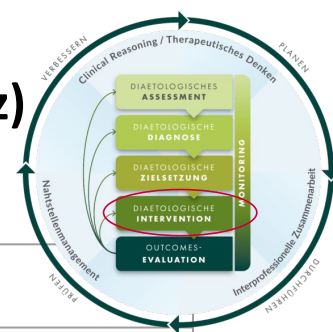 z)
VERBESSERN
PLANEN
Clinical Reasoning / Therapeutisches Denken
DIAETOLOGISCHES
ASSESSMENT
DIAETOLOGISCHE
DIAGNOSE
DIAETOLOGISCHE
ZIELSETZUNG
DIAETOLOGISCHE
INTERVENTION
OUTCOMES-
EVALUATION
MONITORING
Nahtstellenmanagement
Interprofessionelle Zusammenarbeit
PRÜFEN
DURCHFÜHREN